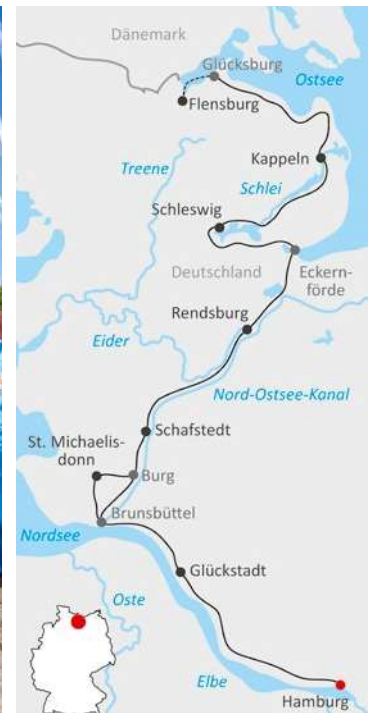 Dänemark
Glücksburg
Ostsee
Flensburg
Kappeln
Treene
Schlei
Schleswig
Deutschland
Eckern-
förde
Rendsburg
Eider
Nord-Ostsee-Kanal
Schafstedt
St. Michaelis-
donn
Burg
Brunsbüttel
Nordsee
Glückstadt
Oste
Elbe
Hamburg